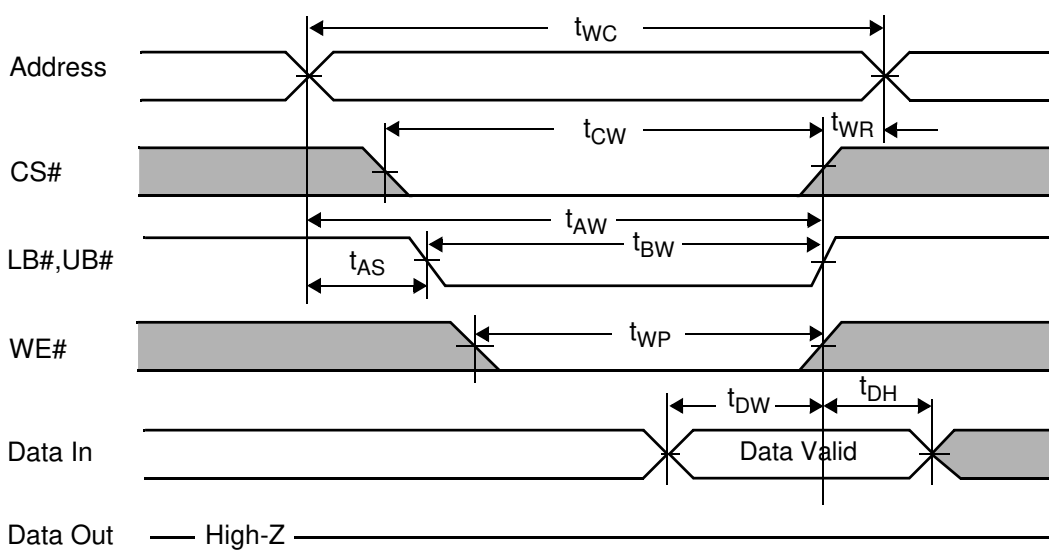 tWC
Address
tCW
tWR
CS#
tAW
tBW
LB#,UB#
tAS
WE#
tWP
tDW
tDH
Data In
Data Valid
Data Out
High-Z